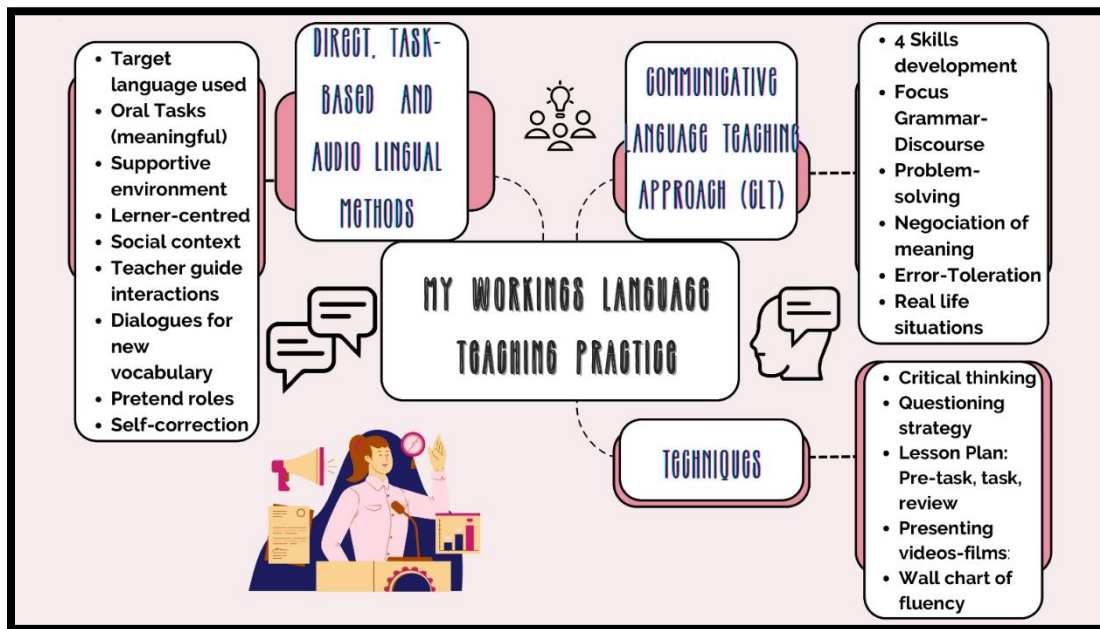 • Target
language used
• Oral Tasks
(meaningful)
• Supportive
environment
• Lerner-centred
• Social context
• Teacher guide
interactions
• Dialogues for
new
vocabulary
• Pretend roles
• Self-correction
DIRECT, TASK-
BASED AND
AUDIO LINGUAL
METHODS
COMMUNICATIVE
LANGUAGE TEACHING
APPROACH (CLT)
• 4 Skills
development
• Focus
Grammar-
Discourse
• Problem-
solving
• Negociation of
meaning
• Error-Toleration
• Real life
situations
MY WORKINGS LANGUAGE
TEACHING PRACTICE
TECHNIQUES
• Critical thinking
• Questioning
strategy
• Lesson Plan:
Pre-task, task,
review
• Presenting
videos-films:
• Wall chart of
fluency